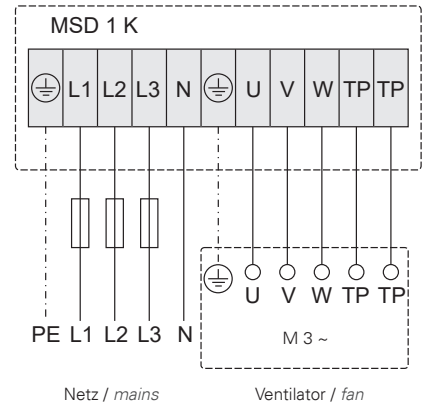 MSD 1 K
L1 L2 L3 N U V W TP TP
U V W TP TP
PE L1 L2 L3 N
M 3 ~
Netz / mains Ventilator / fan